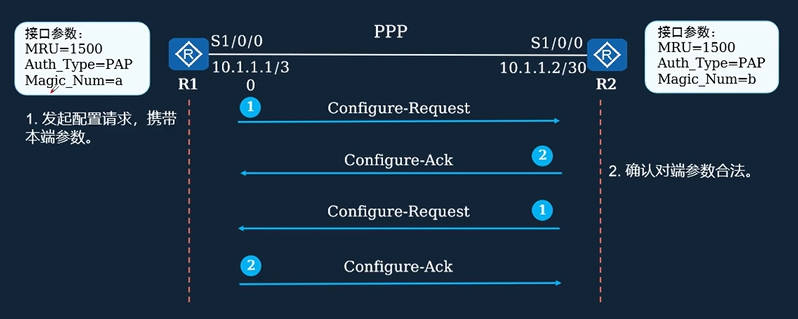 接口参数：
MRU=1500
Auth_Type=PAP
Magic_Num=a
PPP
S1/0/0
S1/0/0
接口参数：
MRU=1500
Auth_Type=PAP
Magic_Num=b
R
R
10.1.1.1/3
0
10.1.1.2/30
R1
R2
1. 发起配置请求，携带
本端参数。
1
Configure-Request
Configure-Ack
2
2. 确认对端参数合法。
Configure-Request
1
2
Configure-Ack